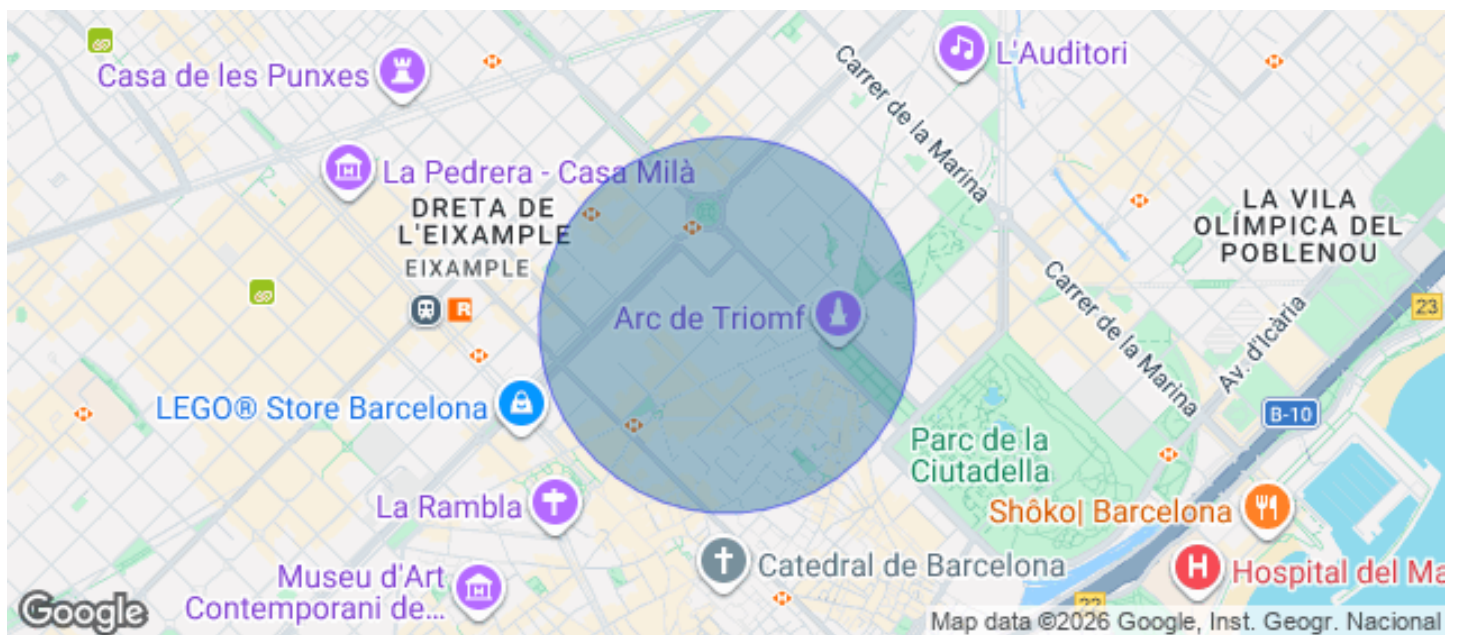 L'Auditori
Casa de les Punxes
Carrer de la Marina
La Pedrera - Casa Milà
DRETA DE
L'EIXAMPLE
EIXAMPLE
LA VILA
OLÍMPICA DEL
POBLENOU
R
Arc de Triomf
Carrer de la Marina
23
Av. d'Icària
LEGO® Store Barcelona
B-10
Parc de la
Ciutadella
La Rambla
Shôko| Barcelona
Catedral de Barcelona
H
Hospital del Ma
Museu d'Art
Contemporani de...
22
Google
Map data ©2026 Google, Inst. Geogr. Nacional